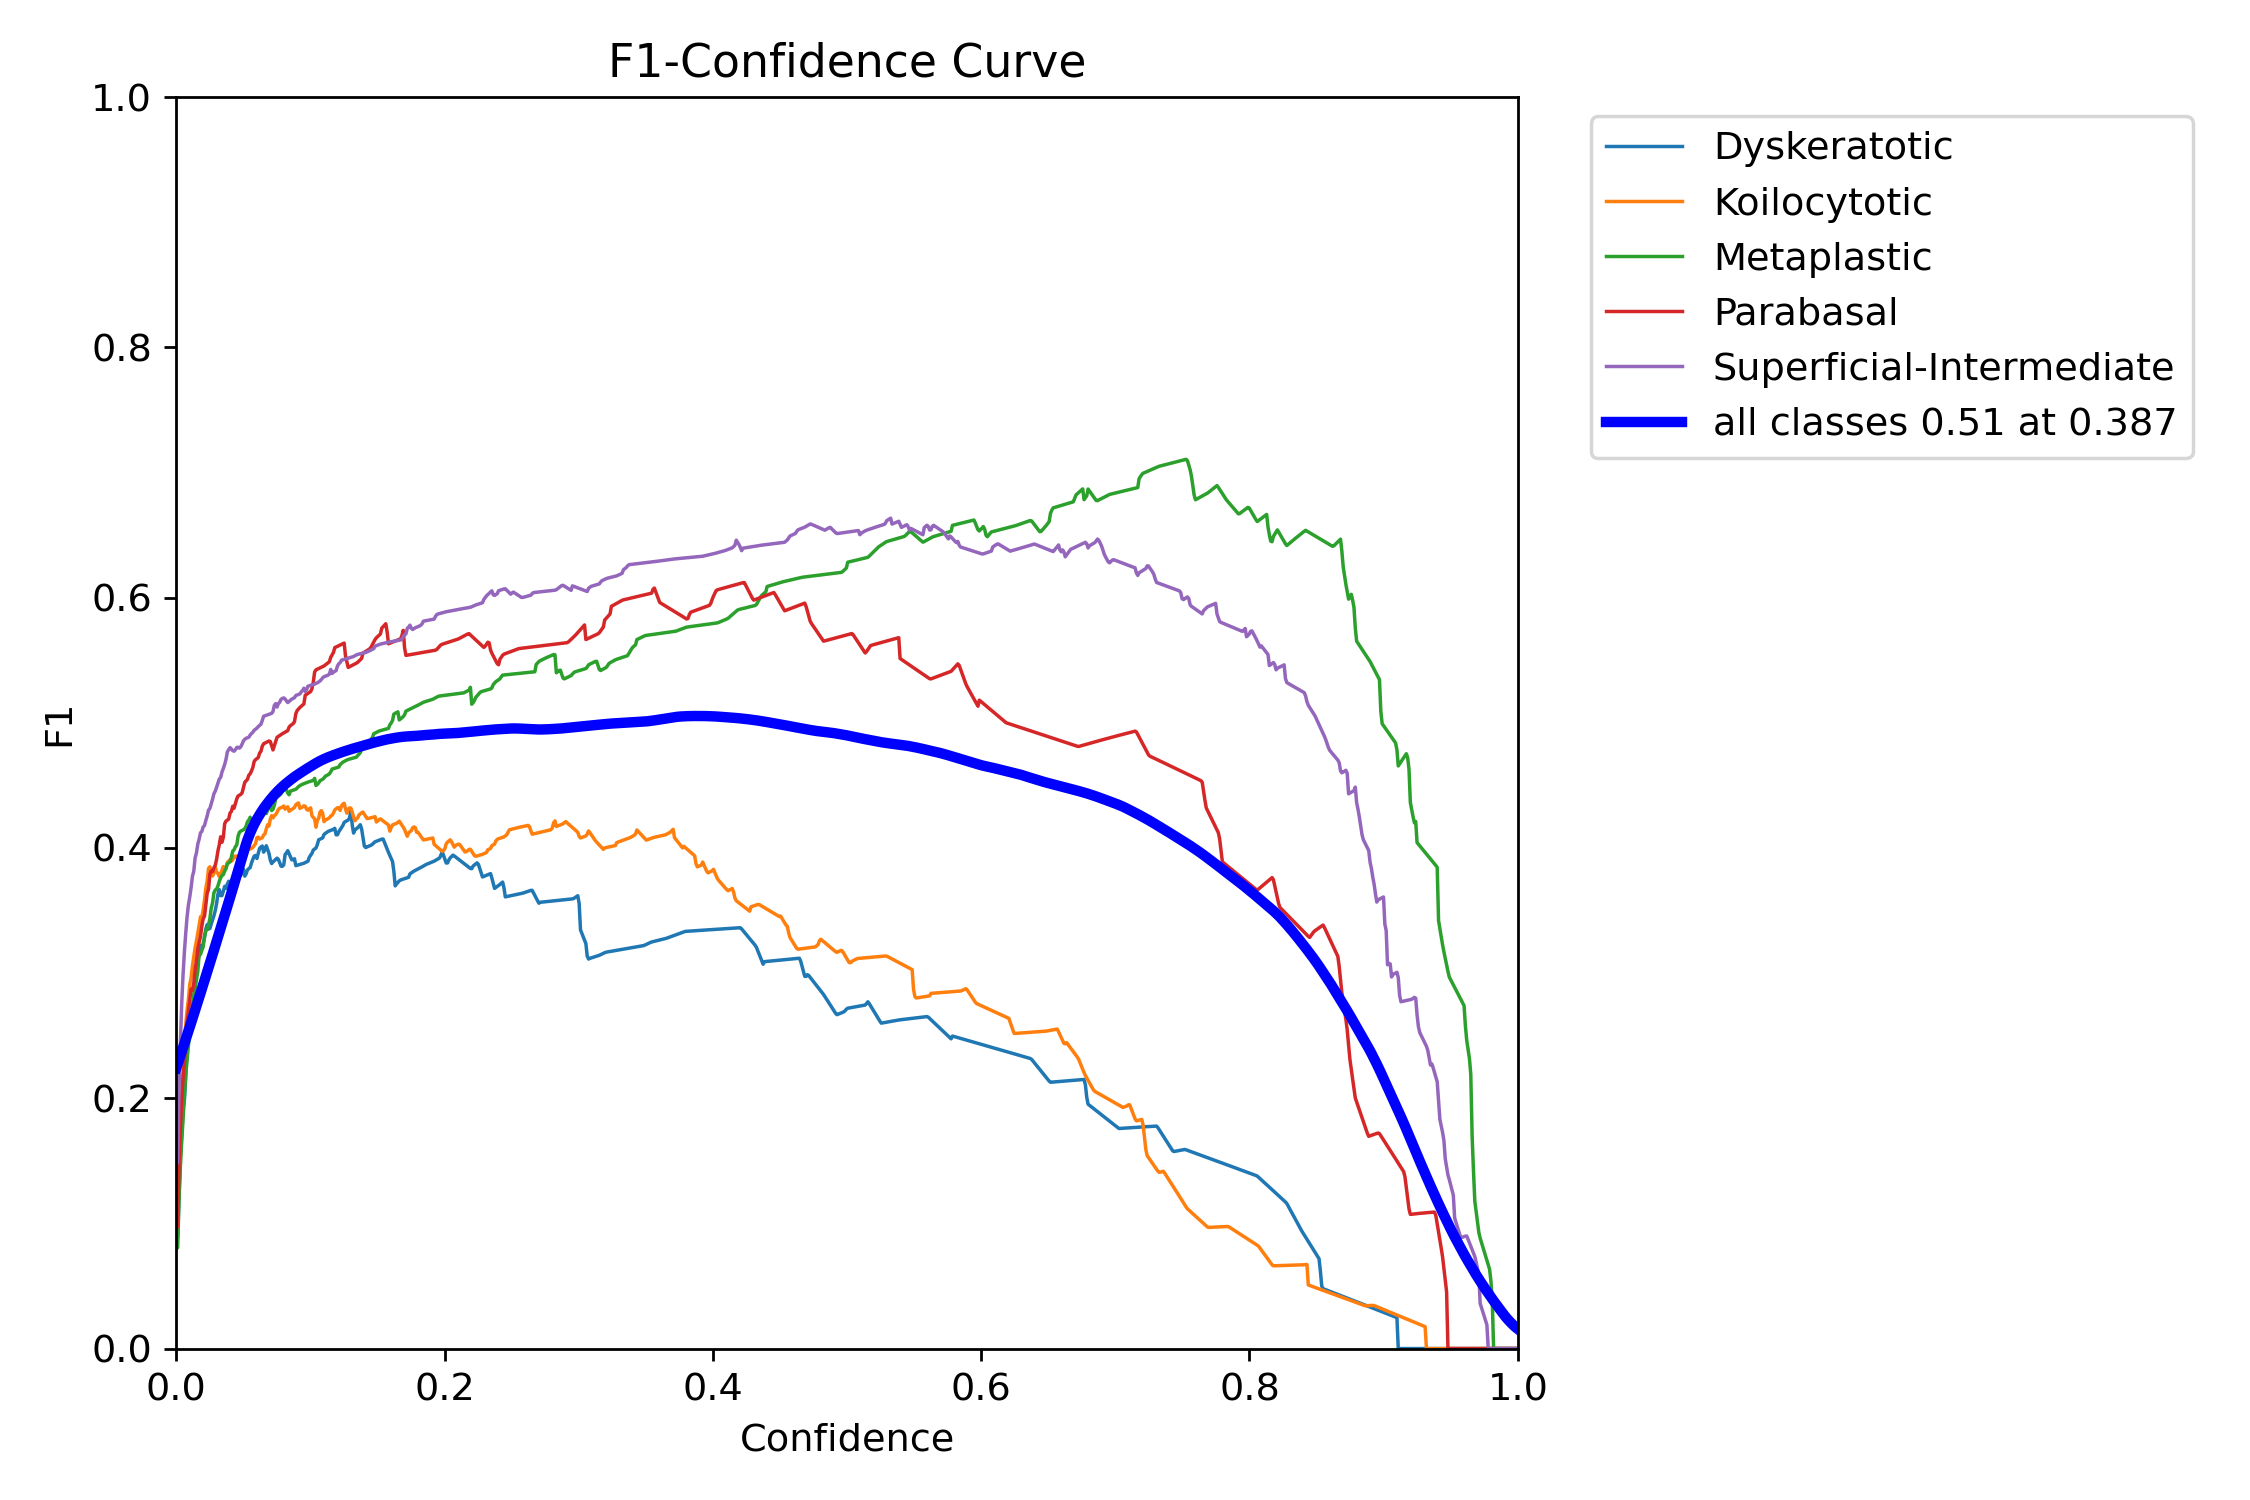 F1-Confidence Curve
1.0
0.8
0.6
0.4
0.2
0.0
F1
0.0 0.2 0.4 0.6 0.8 1.0
Confidence
Dyskeratotic
Koilocytotic
Metaplastic
Parabasal
Superficial-Intermediate
all classes 0.51 at 0.387